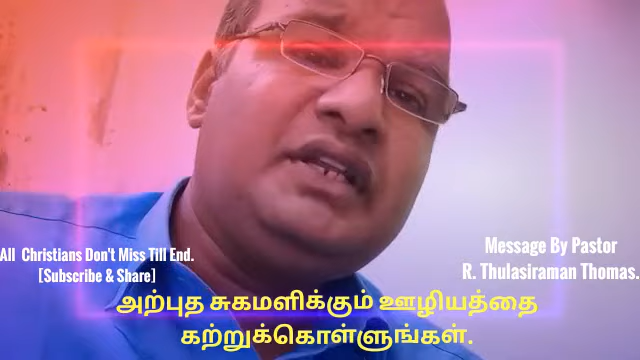 All Christians Don't Miss Till End.
[Subscribe & Share]
Message By Pastor
R. Thulasiraman Thomas.
அற்புத சுகமளிக்கும் ஊழியத்தை
கற்றுக்கொள்ளுங்கள்.